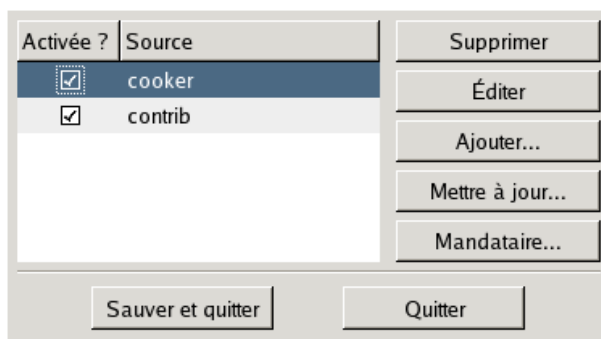 Activée ? Source
cooker
contrib
Supprimer
Éditer
Ajouter...
Mettre à jour...
Mandataire...
Sauver et quitter
Quitter